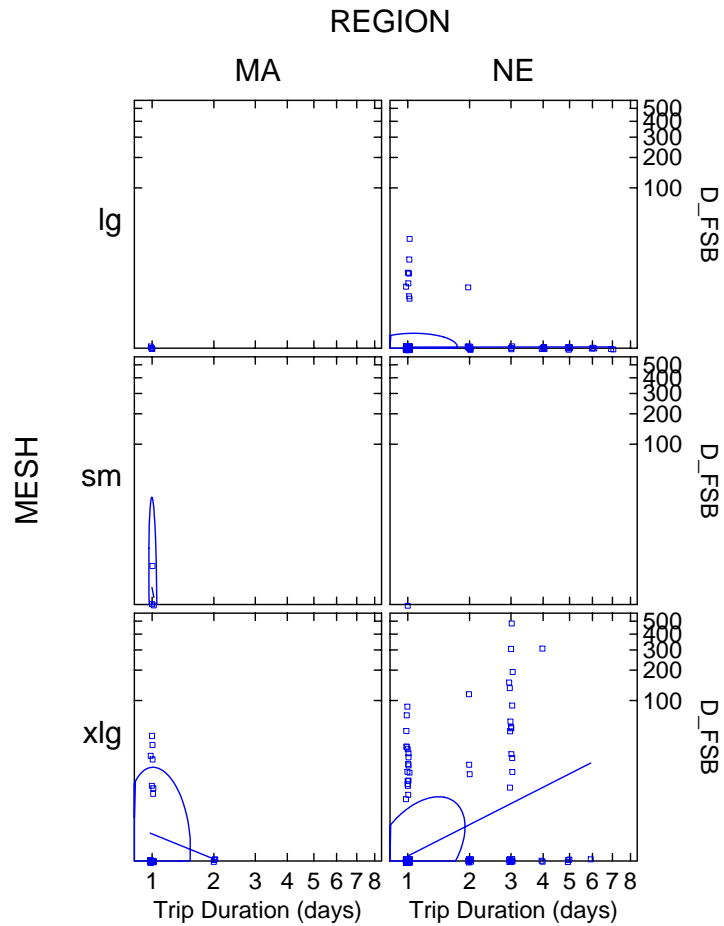 REGION
MA NE
lg
500
400
300
200
100
D_FSB
MESH
sm
500
400
300
200
100
D_FSB
xlg
500
400
300
200
100
D_FSB
1 2 3 4 5 6 7 8 1 2 3 4 5 6 7 8
Trip Duration (days) Trip Duration (days)